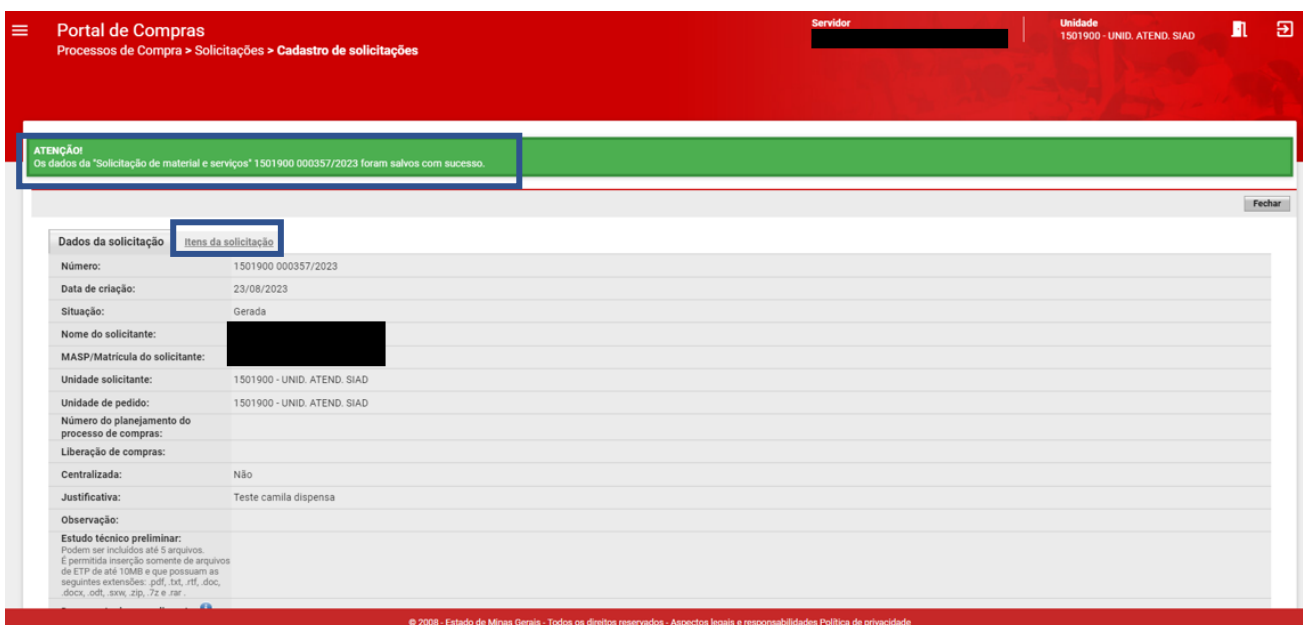 Portal de Compras
Processos de Compra > Solicitações > Cadastro de solicitações
Servidor
Unidade
1501900 - UNID. ATEND. SIAD
ATENÇÃO!
Os dados da "Solicitação de material e serviços" 1501900 000357/2023 foram salvos com sucesso.
Fechar
Dados da solicitação Itens da solicitação
Número: 1501900 000357/2023
Data de criação: 23/08/2023
Situação: Gerada
Nome do solicitante:
MASP/Matrícula do solicitante:
Unidade solicitante: 1501900 - UNID. ATEND. SIAD
Unidade de pedido: 1501900 - UNID. ATEND. SIAD
Número do planejamento do
processo de compras:
Liberação de compras:
Centralizada: Não
Justificativa: Teste camila dispensa
Observação:
Estudo técnico preliminar:
Podem ser incluídos até 5 arquivos.
É permitida inserção somente de arquivos
de ETP de até 10MB e que possuam as
seguintes extensões: .pdf, .txt, .rtf, .doc,
.docx, .odt, .sxw, .zip, .7z e .rar .
© 2008 - Estado de Minas Gerais - Todos os direitos reservados - Aspectos legais e responsabilidades Política de privacidade